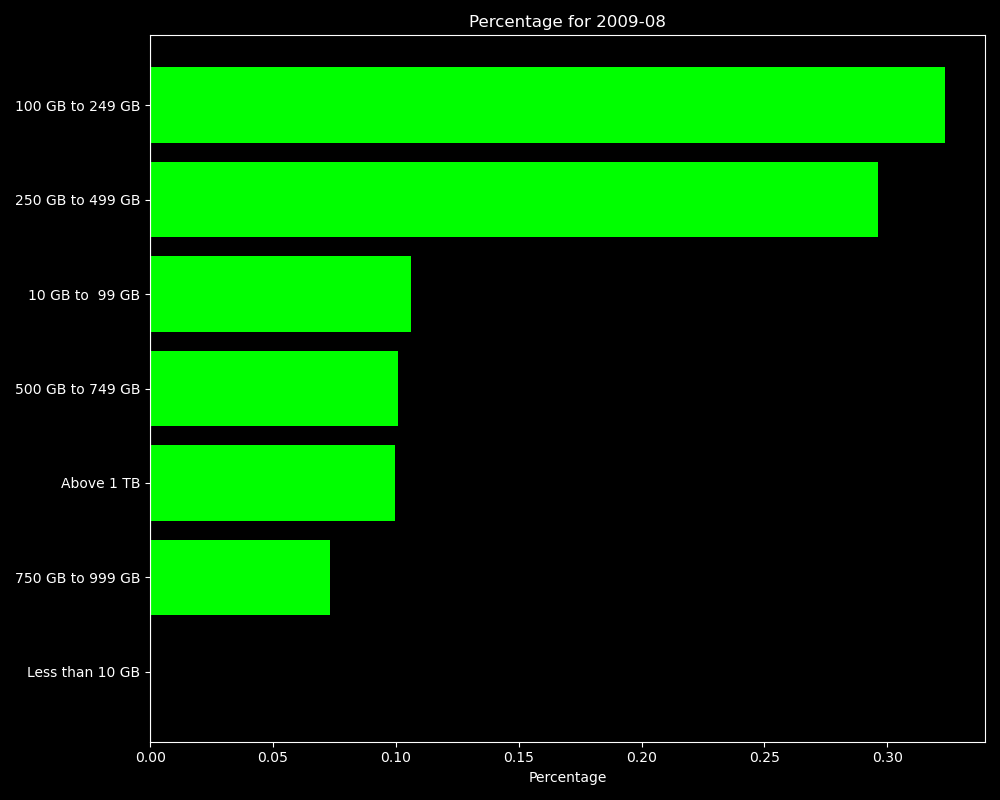 Percentage for 2009-08
100 GB to 249 GB
250 GB to 499 GB
10 GB to  99 GB
500 GB to 749 GB
Above 1 TB
750 GB to 999 GB
Less than 10 GB
0.00 0.05 0.10 0.15 0.20 0.25 0.30
Percentage